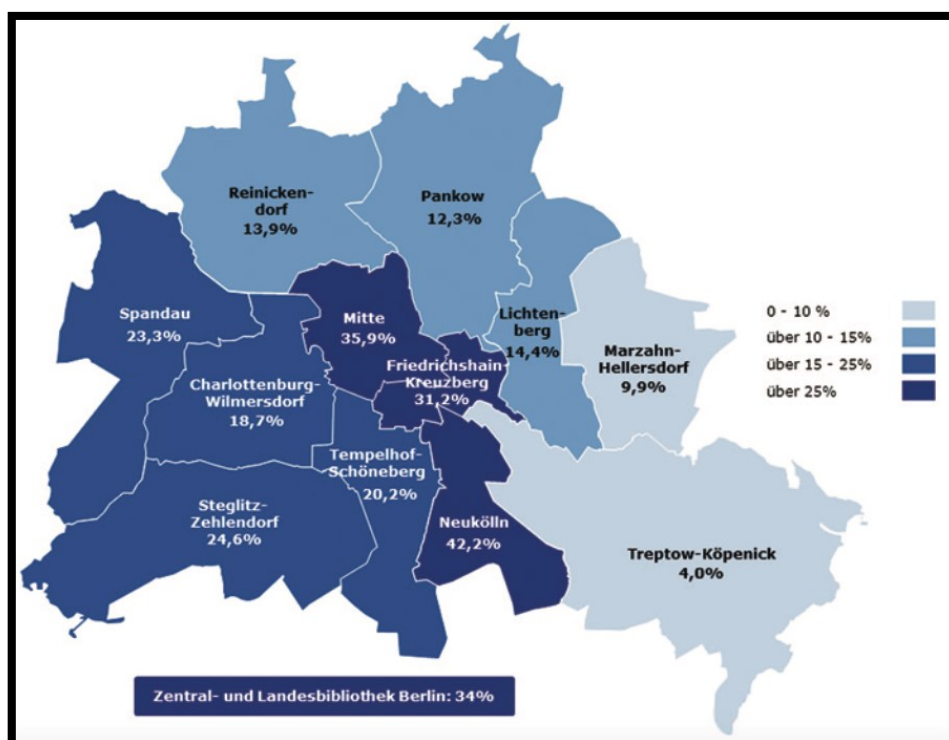 Reinicken-
dorf
13,9%
Pankow
12,3%
Spandau
23,3%
Mitte
35,9%
Lichten-
berg
14,4%
Marzahn-
Hellersdorf
9,9%
Friedrichshain-
Kreuzberg
31,2%
Charlottenburg-
Wilmersdorf
18,7%
Tempelhof-
Schöneberg
20,2%
Steglitz-
Zehlendorf
24,6%
Neukölln
42,2%
Treptow-Köpenick
4,0%
0 - 10 %
über 10 - 15%
über 15 - 25%
über 25%
Zentral- und Landesbibliothek Berlin: 34%